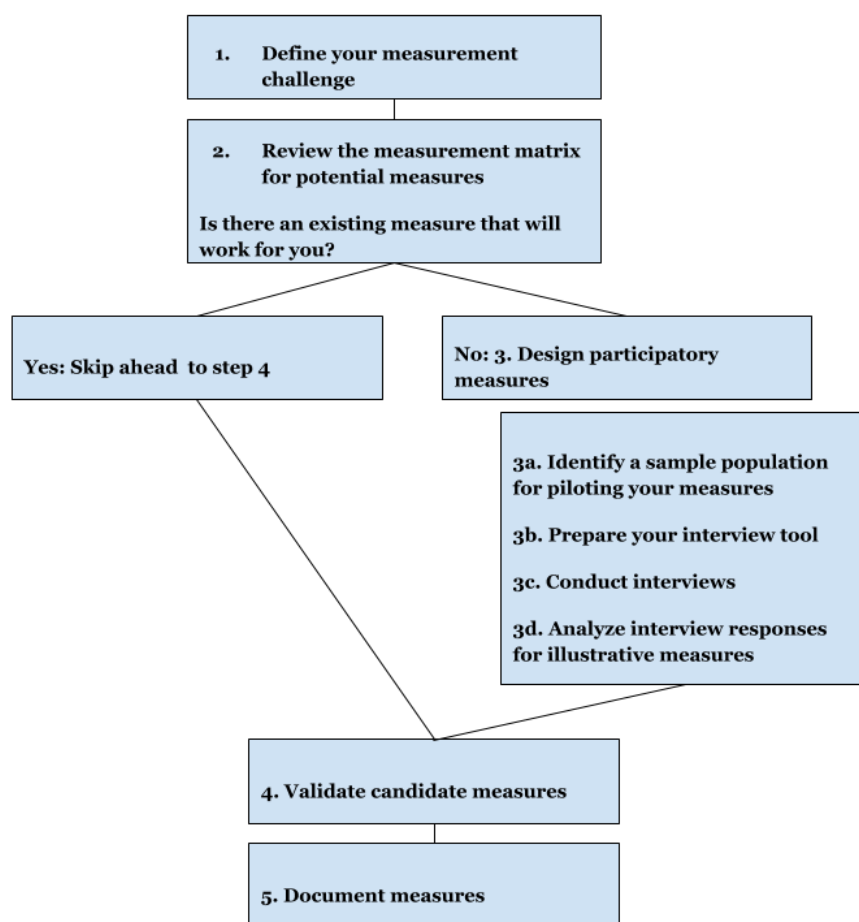 1. Define your measurement
challenge
2. Review the measurement matrix
for potential measures
Is there an existing measure that will
work for you?
Yes: Skip ahead to step 4
No: 3. Design participatory
measures
3a. Identify a sample population
for piloting your measures
3b. Prepare your interview tool
3c. Conduct interviews
3d. Analyze interview responses
for illustrative measures
4. Validate candidate measures
5. Document measures